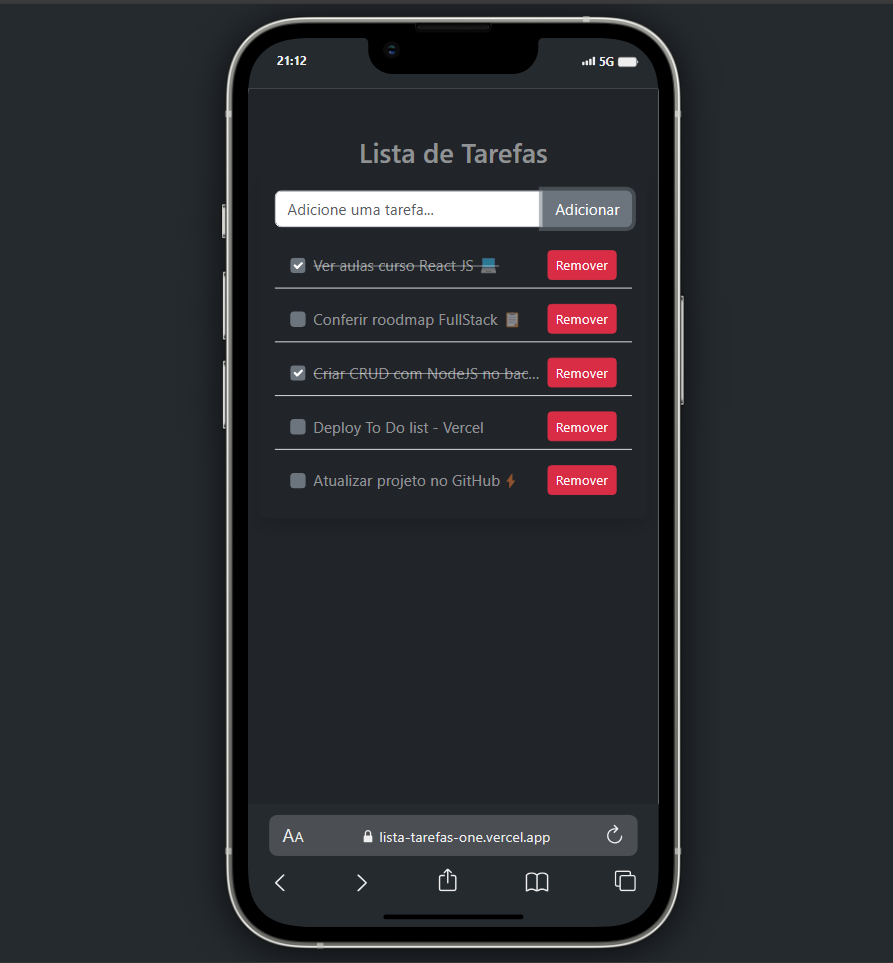 21:12 5G
Lista de Tarefas
Adicione uma tarefa... Adicionar
Ver aulas curso React JS 💻 Remover
Conferir roodmap FullStack 📋 Remover
Criar CRUD com NodeJS no bac... Remover
Deploy To Do list - Vercel Remover
Atualizar projeto no GitHub ⚡ Remover
AA lista-tarefas-one.vercel.app